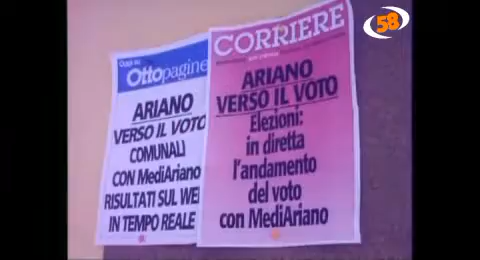 Oggi su
Ottopagine
ARIANO
VERSO IL VOTO
COMUNALI
CON MediAriano
RISULTATI SUL WEB
IN TEMPO REALE
CORRIERE
ARIANO
VERSO IL VOTO
Elezioni:
in diretta
l'andamento
del voto
con MediAriano
58